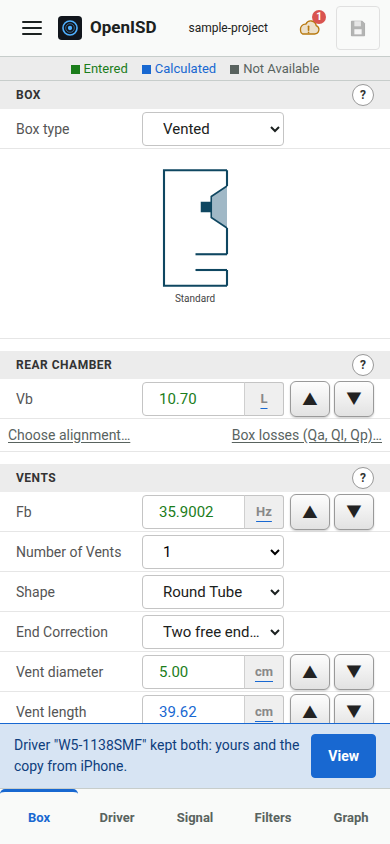 OpenISD sample-project 1
Entered Calculated Not Available
BOX ?
Box type Vented
Standard
REAR CHAMBER ?
Vb 10.70 L ▲ ▼
Choose alignment... Box losses (Qa, Ql, Qp)...
VENTS ?
Fb 35.9002 Hz ▲ ▼
Number of Vents 1
Shape Round Tube
End Correction Two free end...
Vent diameter 5.00 cm ▲ ▼
Vent length 39.62 cm ▲ ▼
Driver "W5-1138SMF" kept both: yours and the
copy from iPhone.
View
Box Driver Signal Filters Graph